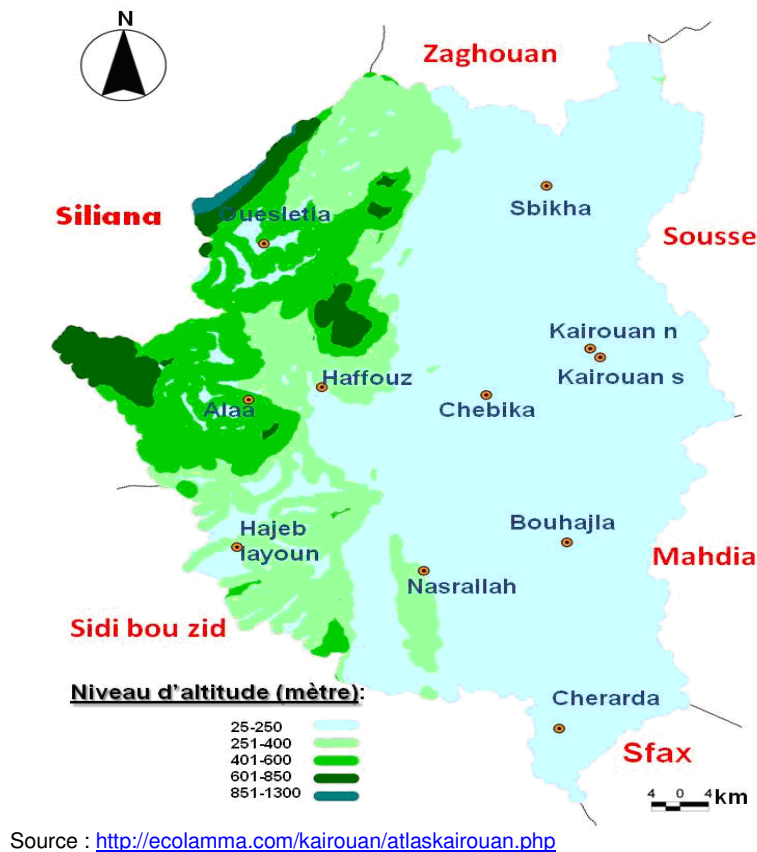 N
Zaghouan
Siliana
Ouesletia
Sbikha
Sousse
Kairouan n
Kairouan s
Haffouz
Alaa
Chebika
Hajeb
layoun
Bouhajla
Nasrallah
Mahdia
Sidi bou zid
Niveau d'altitude (mètre):
25-250
251-400
401-600
601-850
851-1300
Cherarda
Sfax
4 0 4 km
Source : http://ecolamma.com/kairouan/atlaskairouan.php